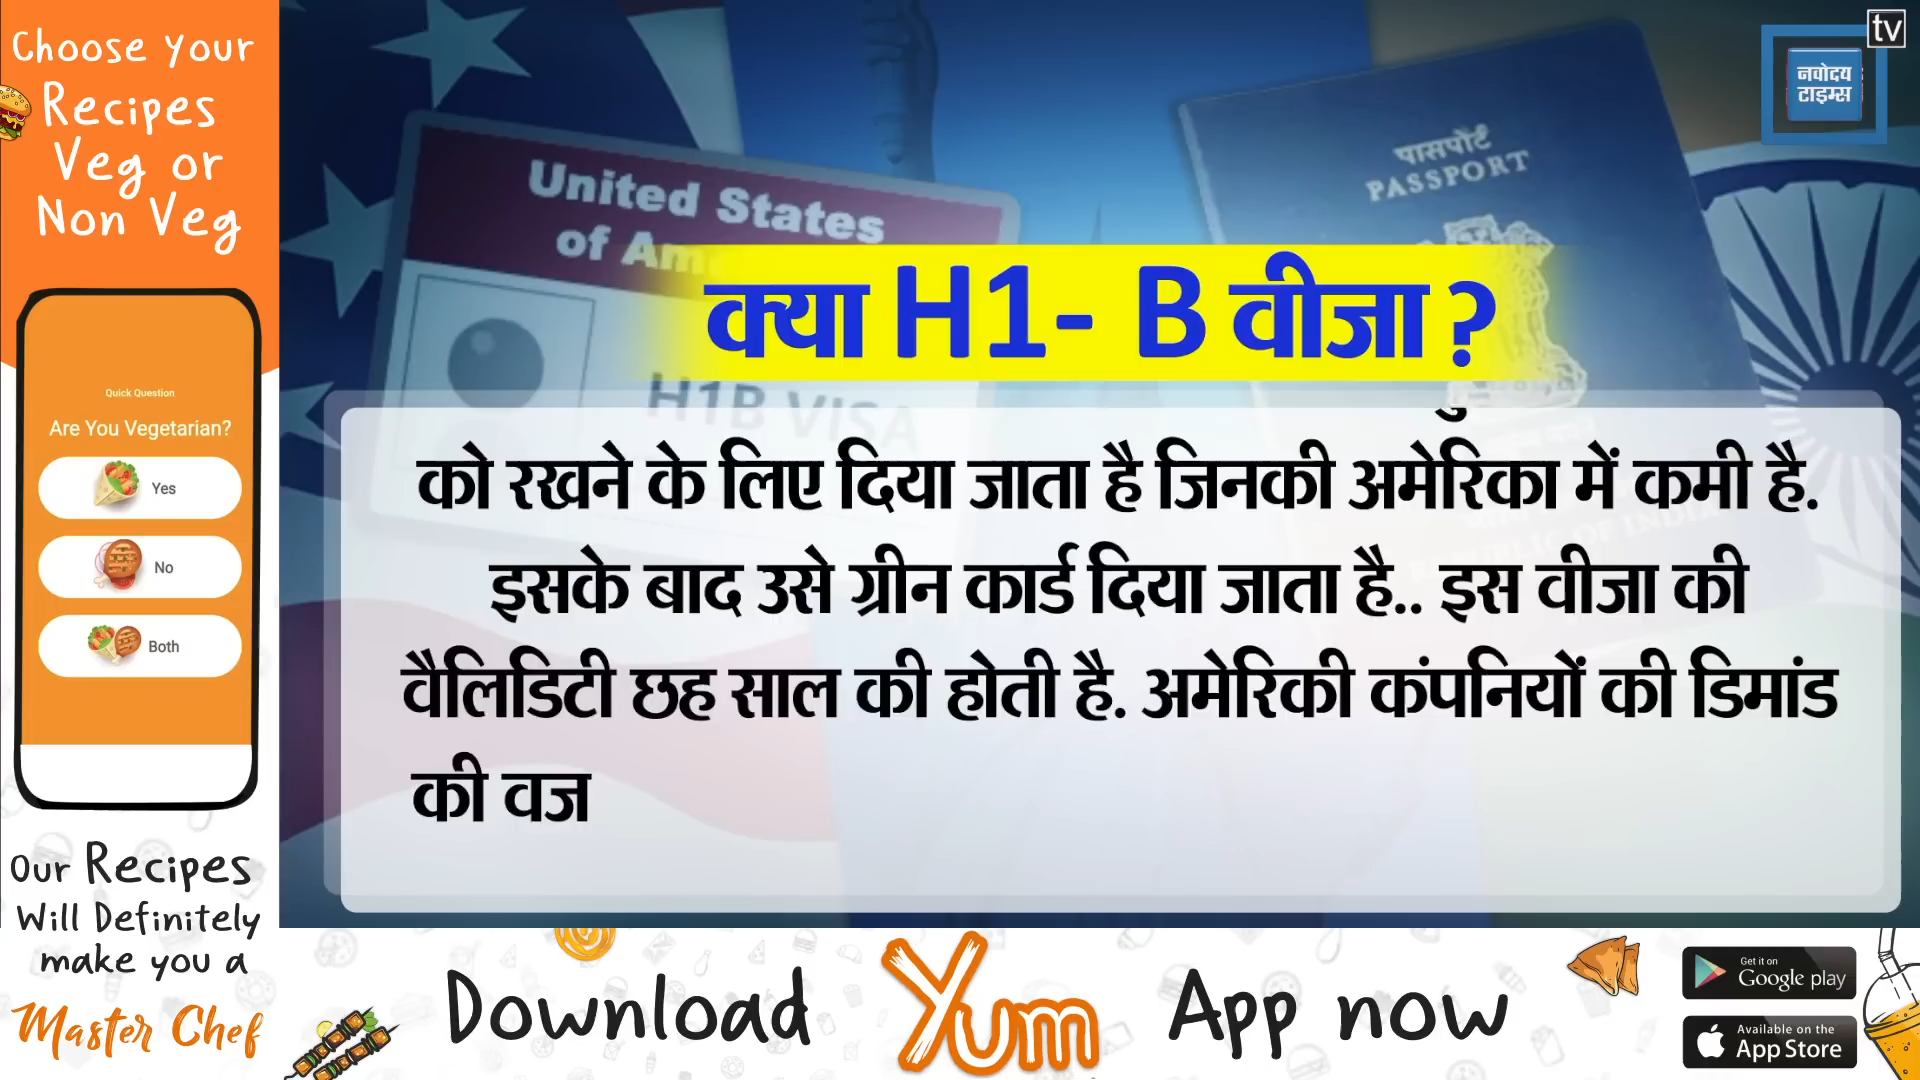 Choose Your
Recipes
Veg or
Non Veg
Quick Question
Are You Vegetarian?
Yes
No
Both
Our Recipes
Will Definitely
make you a
Master Chef
tv
नवोदय
टाइम्स
United States
of Am
H1B VISA
पासपोर्ट
PASSPORT
क्या H1- B वीजा ?
को रखने के लिए दिया जाता है जिनकी अमेरिका में कमी है.
इसके बाद उसे ग्रीन कार्ड दिया जाता है.. इस वीजा की
वैलिडिटी छह साल की होती है. अमेरिकी कंपनियों की डिमांड
की वज
Download Yum App now
Get it on
Google play
Available on the
App Store